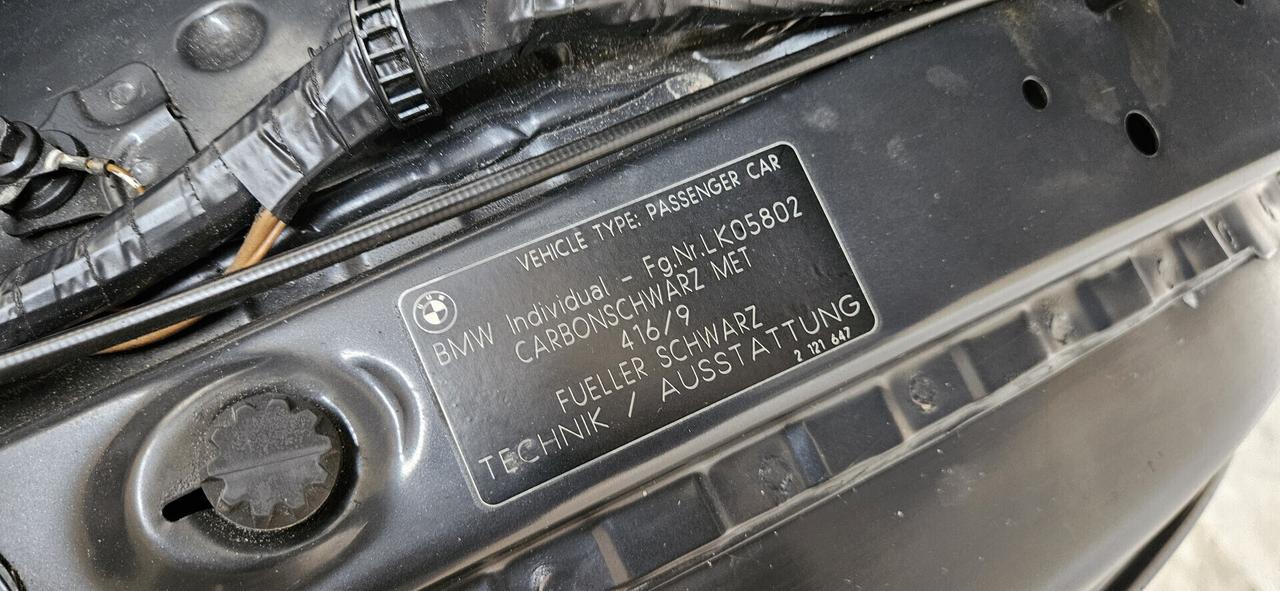 VEHICLE TYPE: PASSENGER CAR
BMW Individual - Fg.Nr.LK05802
CARBONSCHWARZ MET
416/9
FUELLER SCHWARZ
TECHNIK / AUSSTATTUNG
2 121 647